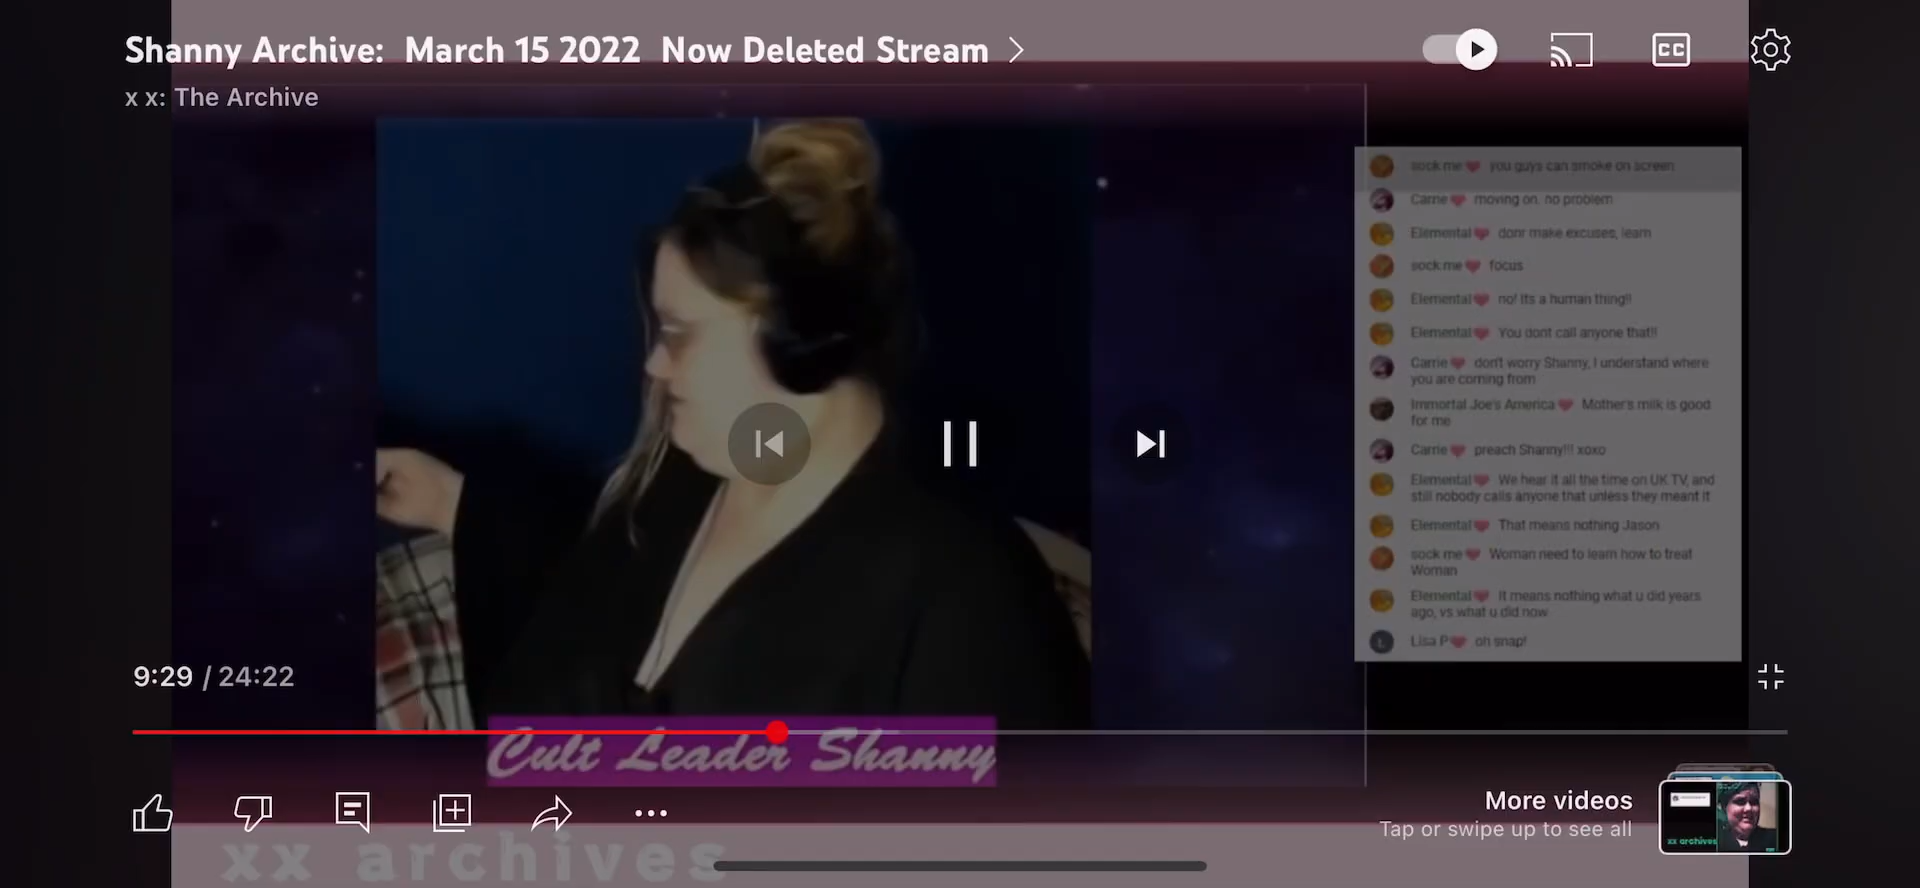 Shanny Archive: March 15 2022 Now Deleted Stream
x x: The Archive
CC
sock me you guys can smoke on screen
Carrie moving on. no problem
Elemental donr make excuses, learn
sock me focus
Elemental no! Its a human thing!!
Elemental You dont call anyone that!!
Carrie don't worry Shanny, I understand where
you are coming from
Immortal Joe's America Mother's milk is good
for me
Carrie preach Shanny!!! xoxo
Elemental We hear it all the time on UK TV, and
still nobody calls anyone that unless they meant it
Elemental That means nothing Jason
sock me Woman need to learn how to treat
Woman
Elemental It means nothing what u did years
ago, vs what u did now
L Lisa P oh snap!
9:29 / 24:22
Cult Leader Shanny
More videos
Tap or swipe up to see all
xx archives
xx archives